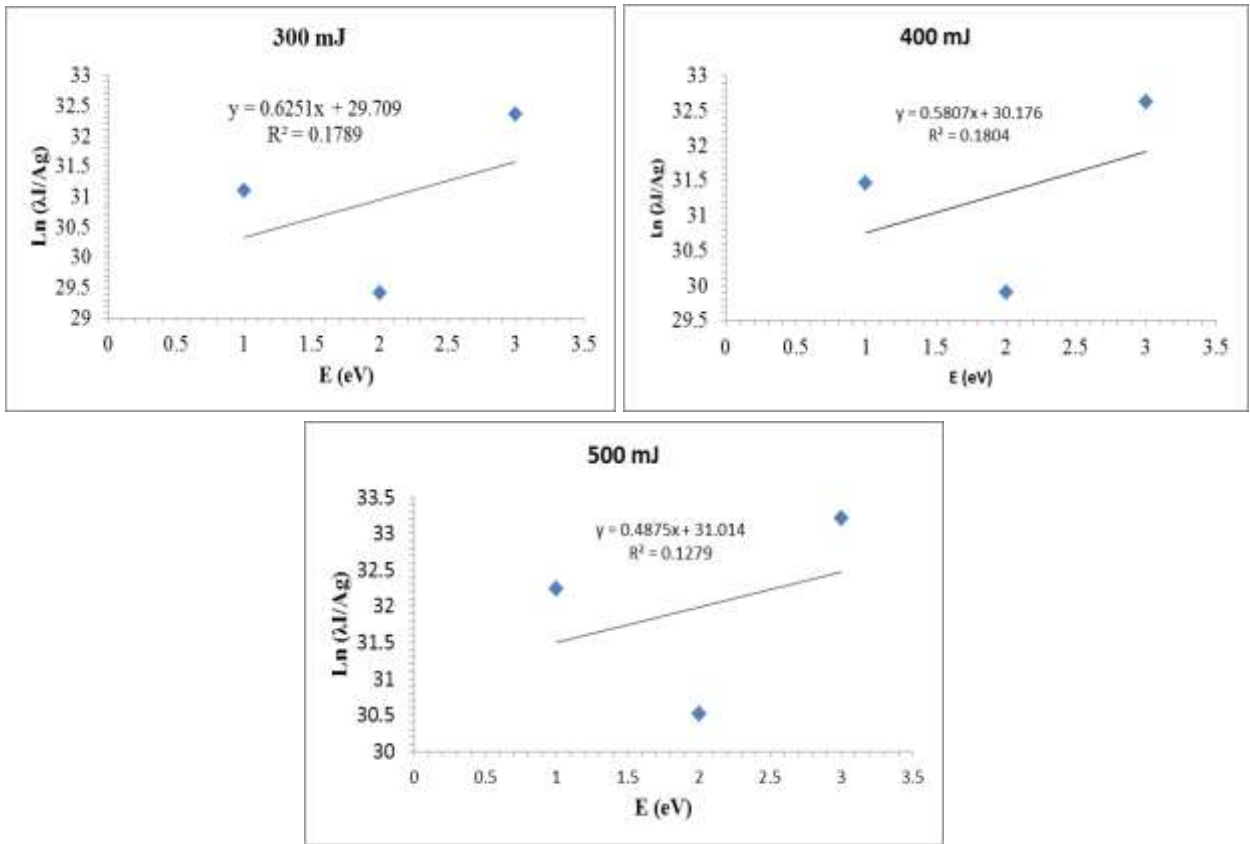 300 mJ
y = 0.6251x + 29.709
R² = 0.1789
Ln (λI/Ag)
33
32.5
32
31.5
31
30.5
30
29.5
29
0 0.5 1 1.5 2 2.5 3 3.5
E (eV)
400 mJ
y = 0.5807x + 30.176
R² = 0.1804
Ln (λI/Ag)
33
32.5
32
31.5
31
30.5
30
29.5
0 0.5 1 1.5 2 2.5 3 3.5
E (eV)
500 mJ
y = 0.4875x + 31.014
R² = 0.1279
Ln (λI/Ag)
33.5
33
32.5
32
31.5
31
30.5
30
0 0.5 1 1.5 2 2.5 3 3.5
E (eV)